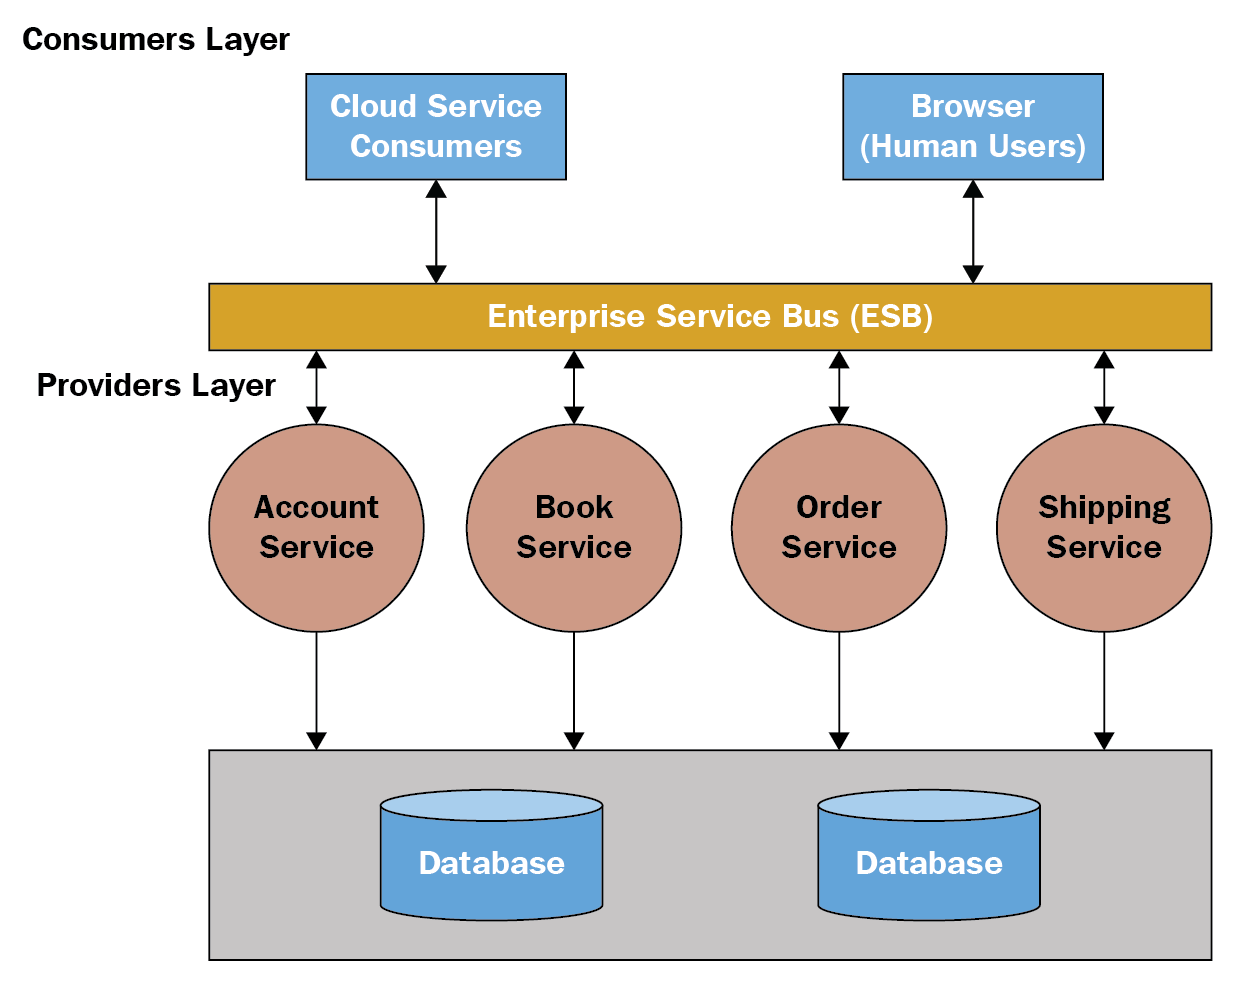 Consumers Layer
Cloud Service
Consumers
Browser
(Human Users)
Enterprise Service Bus (ESB)
Providers Layer
Account
Service
Book
Service
Order
Service
Shipping
Service
Database
Database